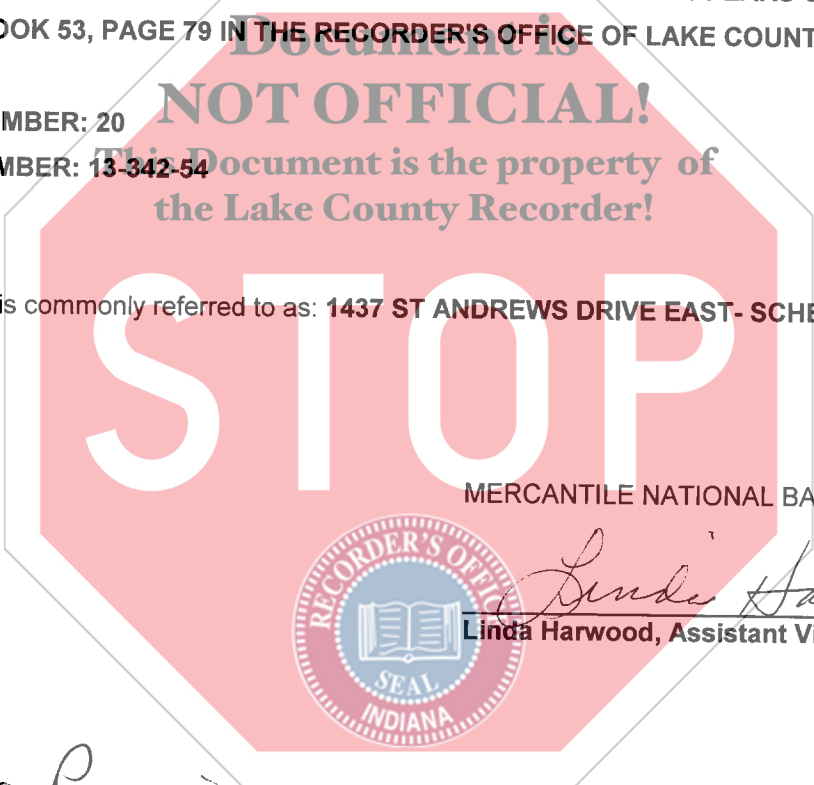 OOK 53, PAGE 79 IN THE RECORDER'S OFFICE OF LAKE COUNT
Document is
NOT OFFICIAL!
MBER: 20
MBER: 13-342-54
This Document is the property of
the Lake County Recorder!
is commonly referred to as: 1437 ST ANDREWS DRIVE EAST- SCHE
STOP
MERCANTILE NATIONAL BA
Linda Ha
Linda Harwood, Assistant Vi
RECORDER'S OFFICE
SEAL
INDIANA